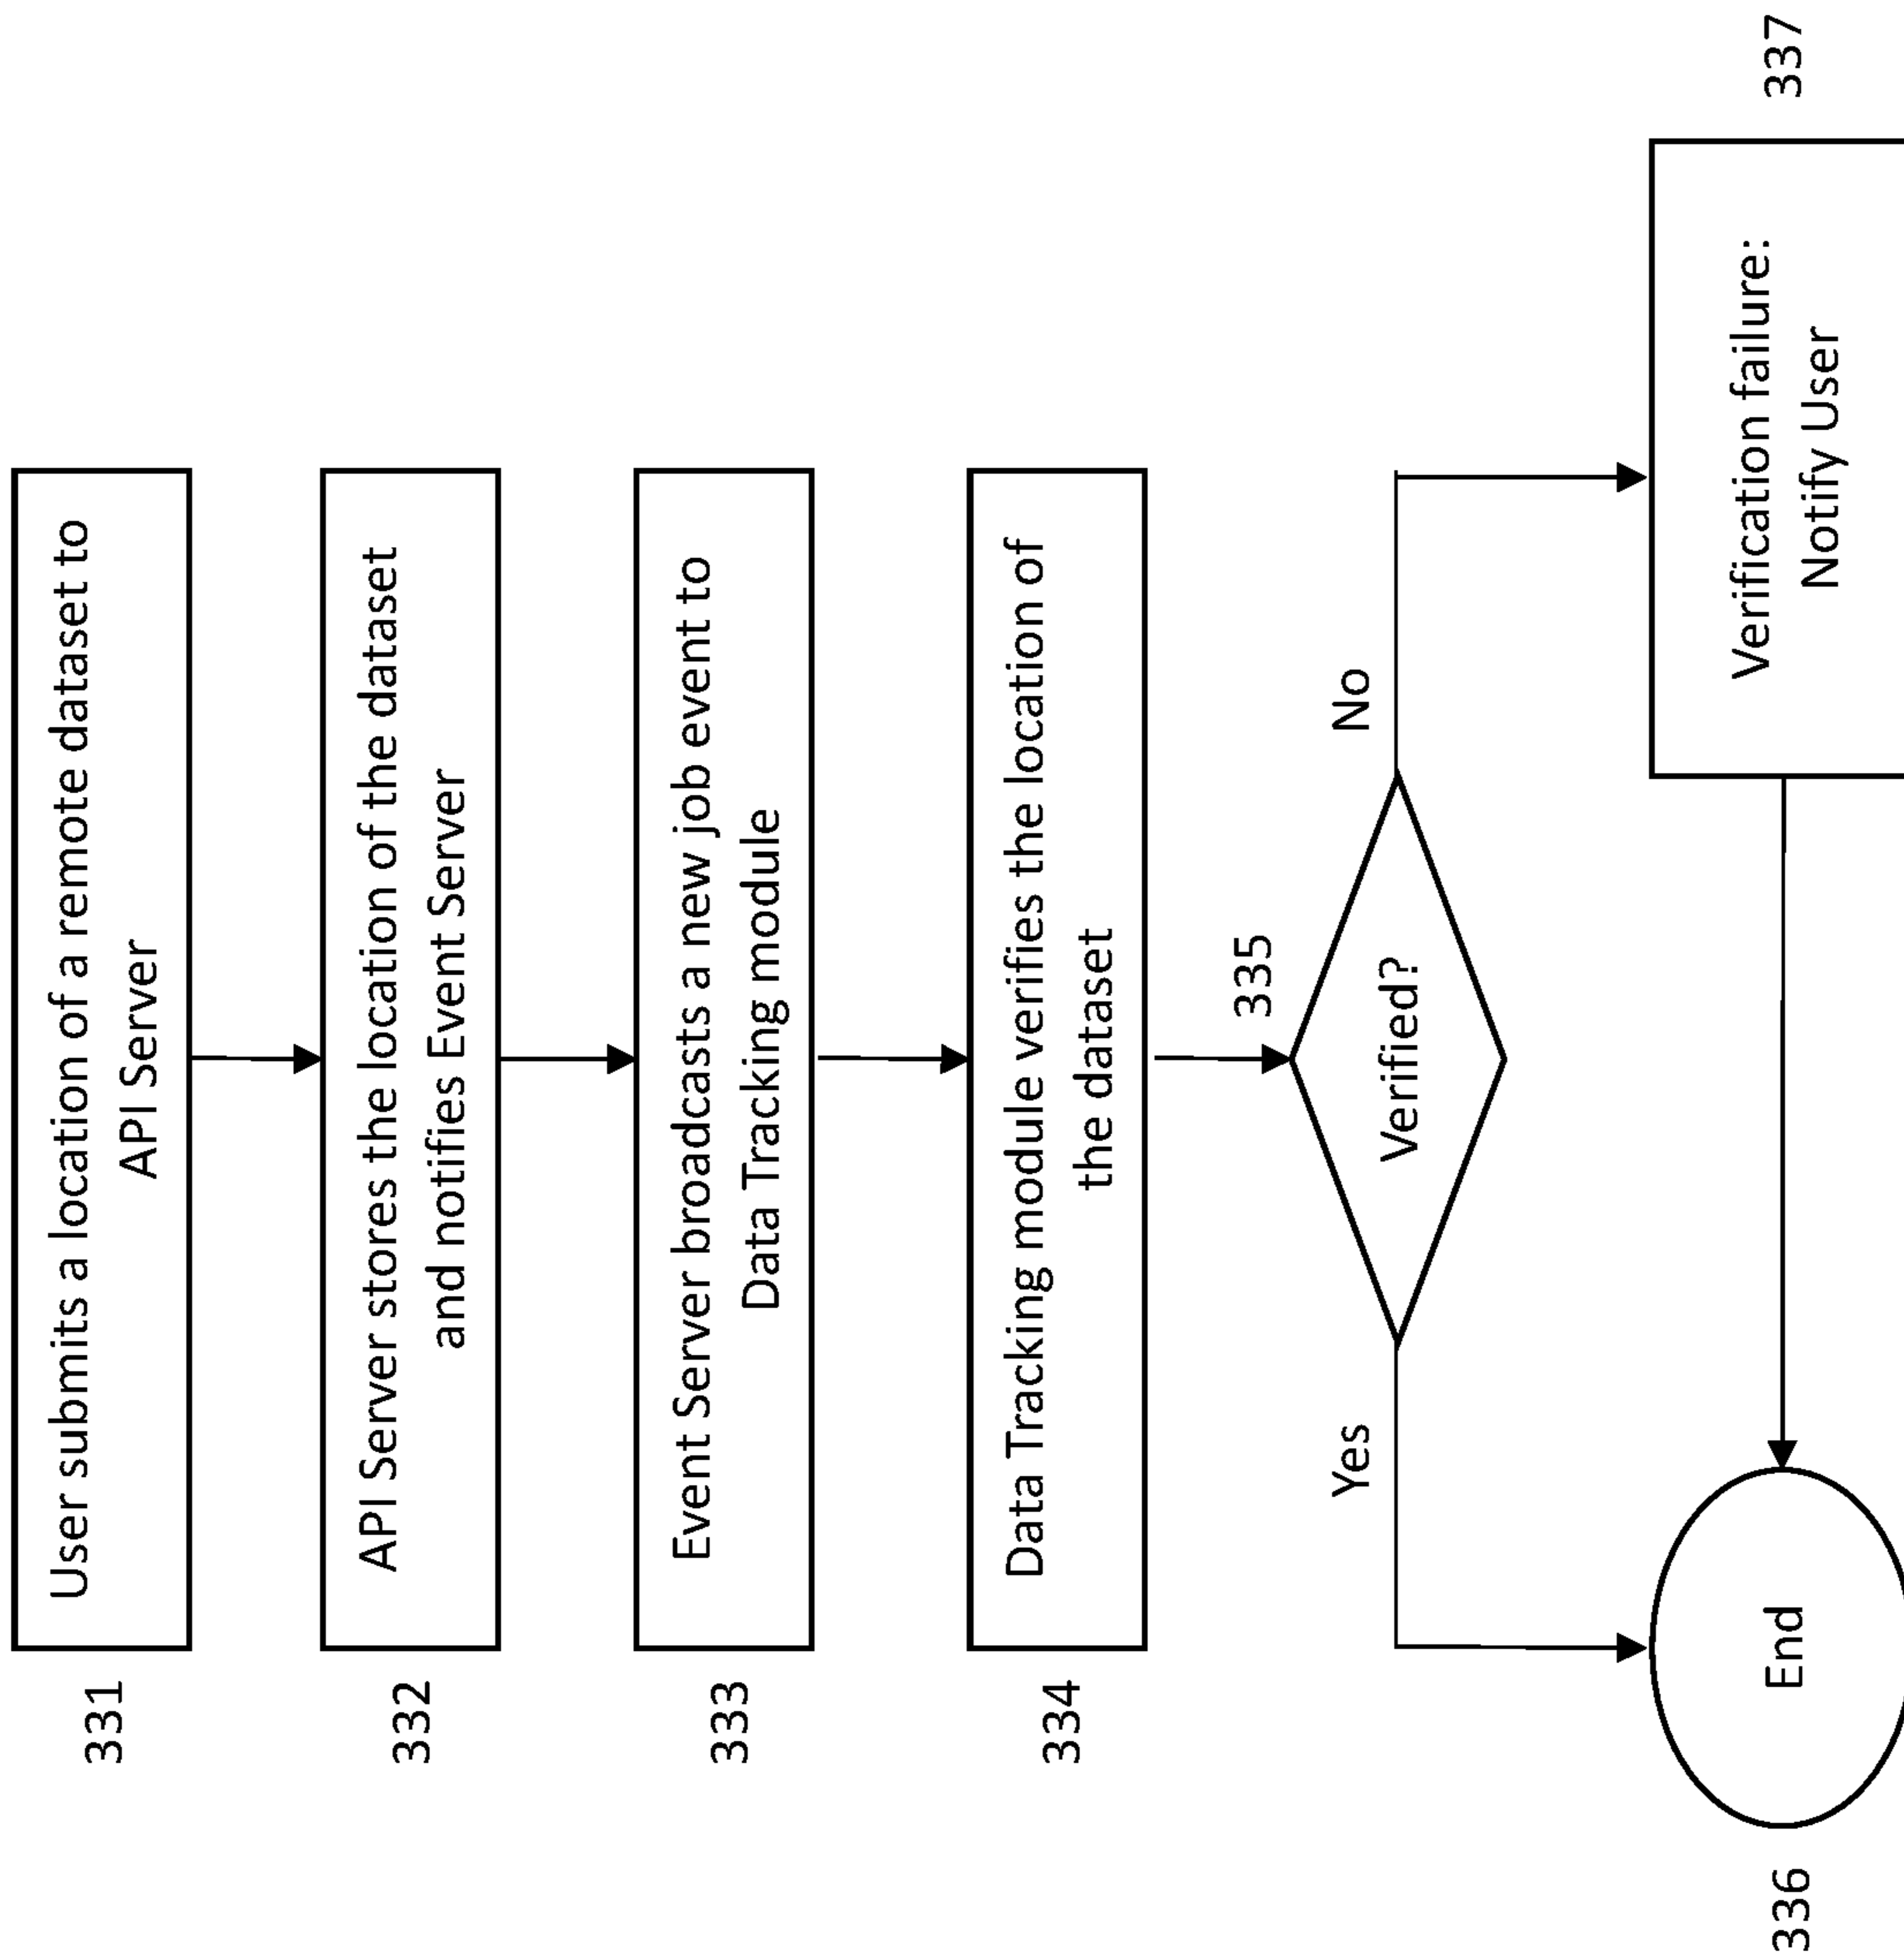 331
User submits a location of a remote dataset to
API Server
332
API Server stores the location of the dataset
and notifies Event Server
333
Event Server broadcasts a new job event to
Data Tracking module
334
Data Tracking module verifies the location of
the dataset
335
Verified?
Yes
No
336
End
Verification failure:
Notify User
337